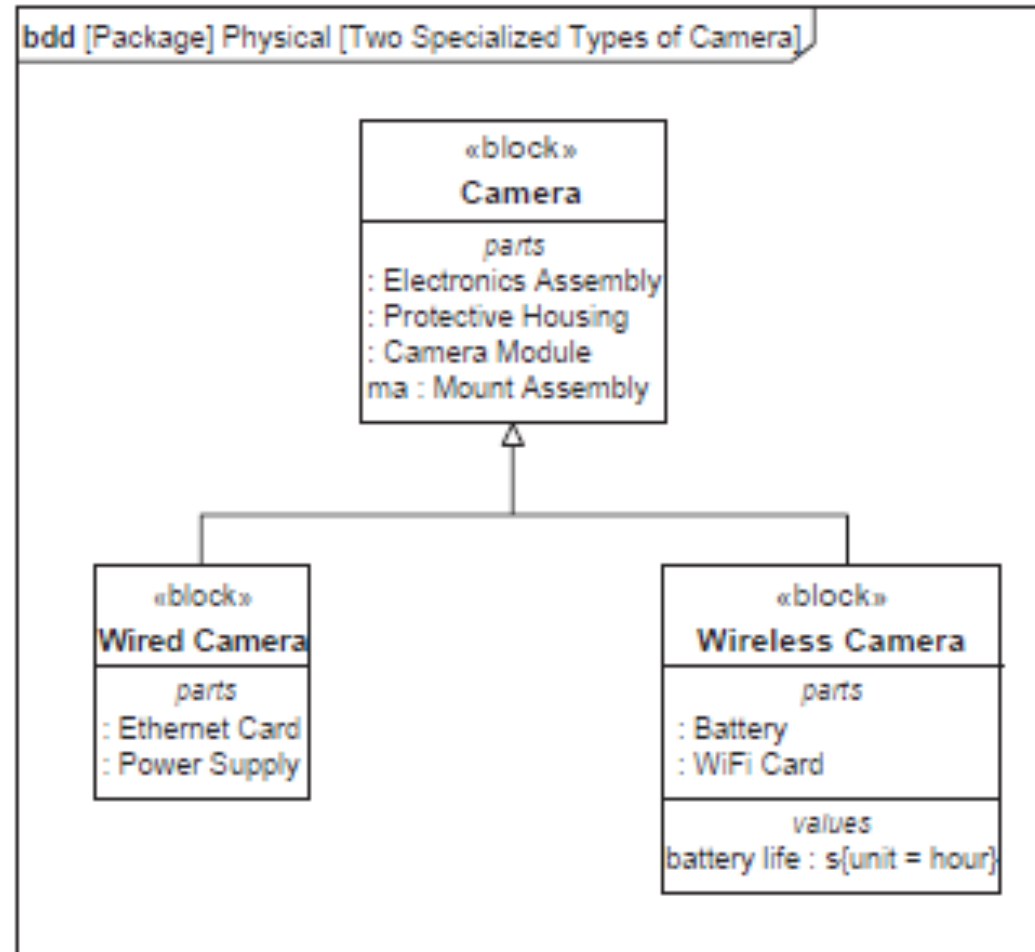 bdd [Package] Physical [Two Specialized Types of Camera]
«block»
Camera
parts
: Electronics Assembly
: Protective Housing
: Camera Module
ma : Mount Assembly
«block»
Wired Camera
parts
: Ethernet Card
: Power Supply
«block»
Wireless Camera
parts
: Battery
: WiFi Card
values
battery life : s{unit = hour}